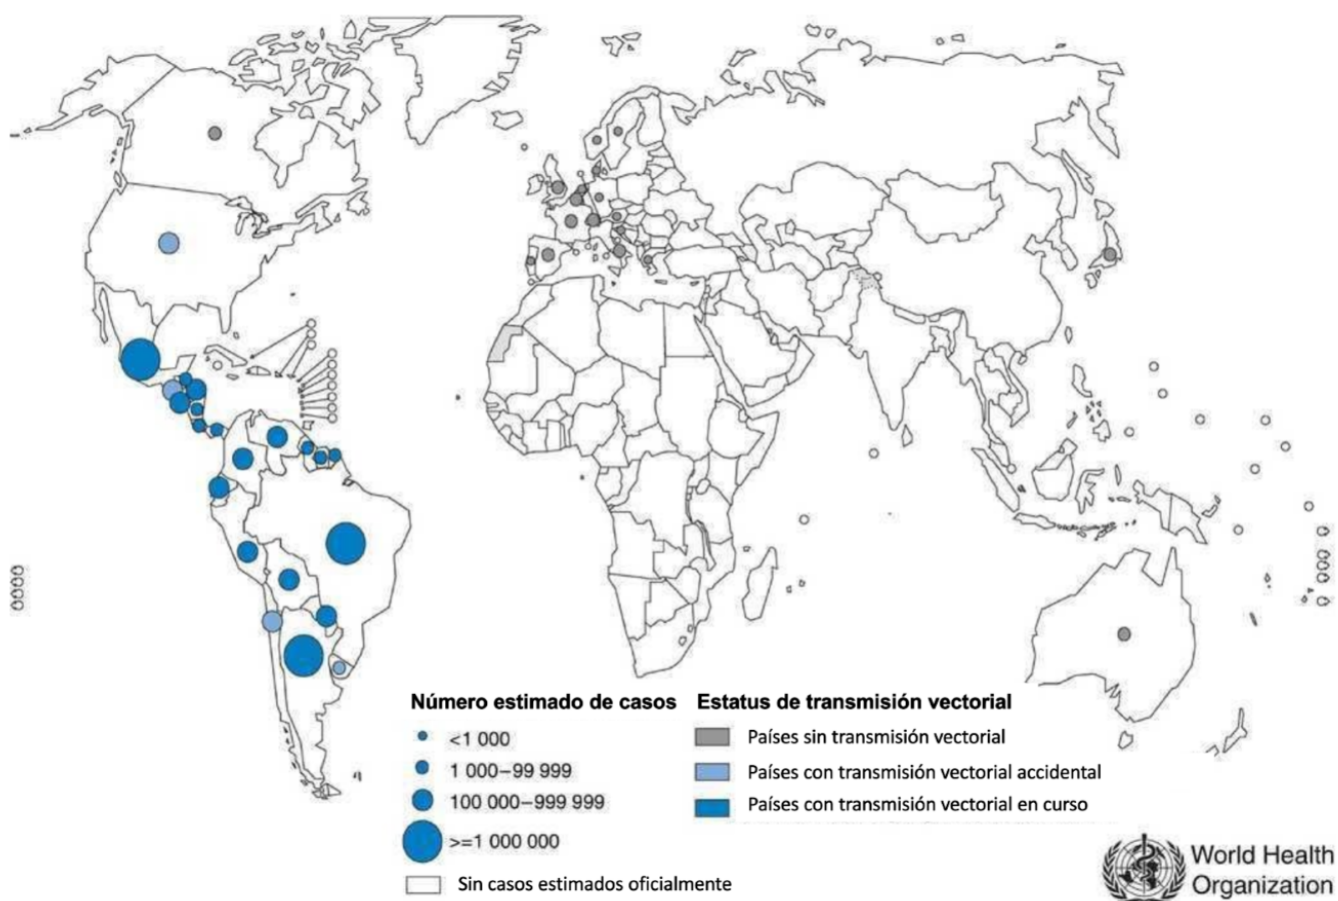 Número estimado de casos
<1 000
1 000–99 999
100 000–999 999
>=1 000 000
Sin casos estimados oficialmente
Estatus de transmisión vectorial
Países sin transmisión vectorial
Países con transmisión vectorial accidental
Países con transmisión vectorial en curso
World Health
Organization